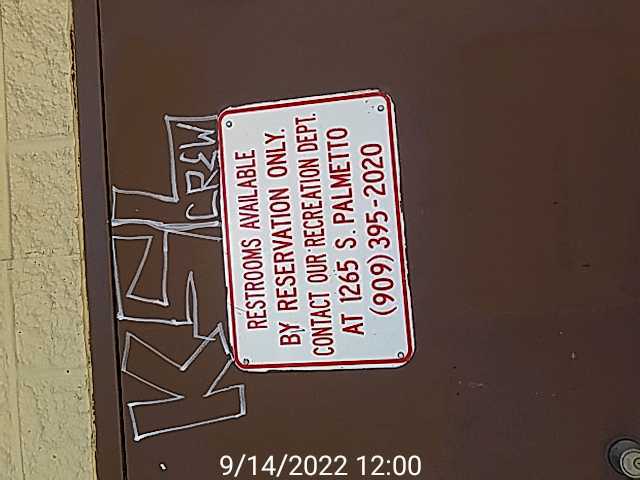 RESTROOMS AVAILABLE
BY RESERVATION ONLY.
CONTACT OUR RECREATION DEPT.
AT 1265 S. PALMETTO
(909) 395-2020
CREW
9/14/2022 12:00